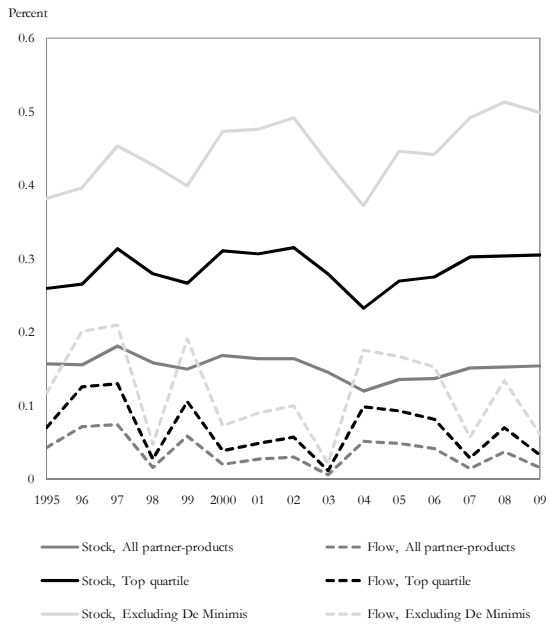 Percent
0.6
0.5
0.4
0.3
0.2
0.1
0
1995 96 97 98 99 2000 01 02 03 04 05 06 07 08 09
Stock, All partner-products Flow, All partner-products
Stock, Top quartile Flow, Top quartile
Stock, Excluding De Minimis Flow, Excluding De Minimis